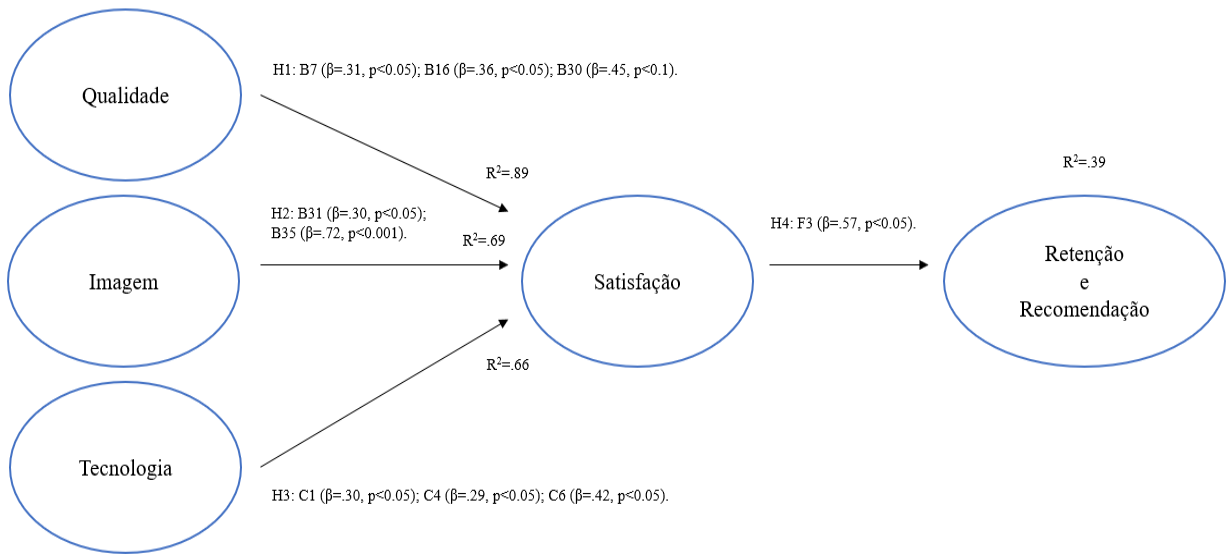 H1: B7 (β=.31, p<0.05); B16 (β=.36, p<0.05); B30 (β=.45, p<0.1).
Qualidade
R²=.89
R²=.39
H2: B31 (β=.30, p<0.05);
B35 (β=.72, p<0.001).
R²=.69
H4: F3 (β=.57, p<0.05).
Imagem
Satisfação
Retenção
e
Recomendação
R²=.66
Tecnologia
H3: C1 (β=.30, p<0.05); C4 (β=.29, p<0.05); C6 (β=.42, p<0.05).